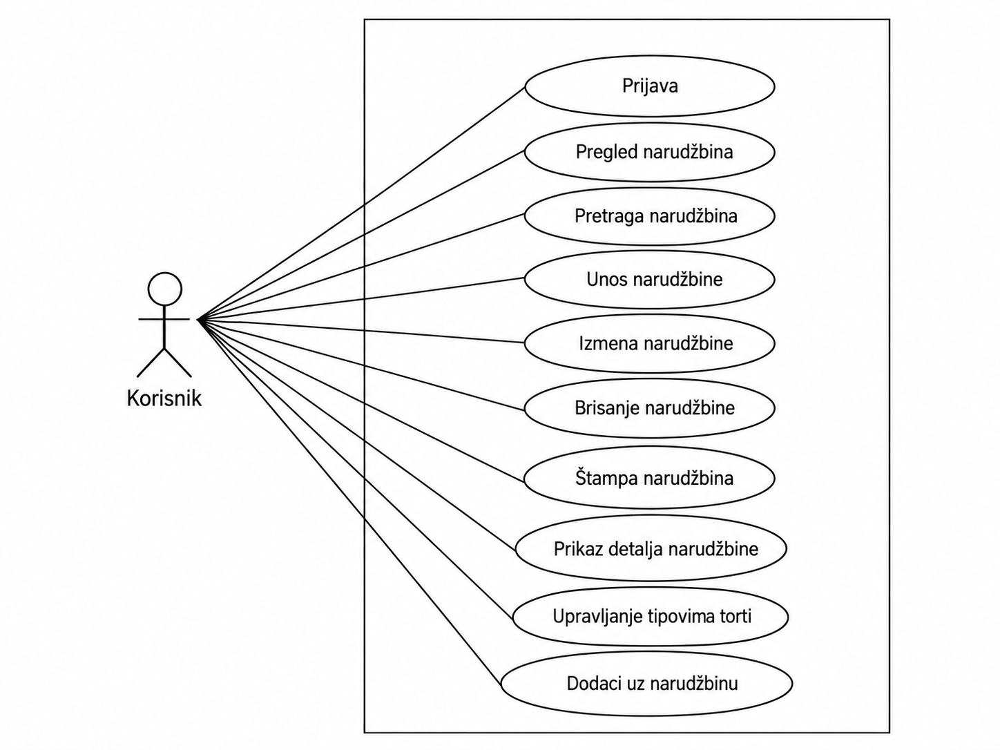 Prijava
Pregled narudžbina
Pretraga narudžbina
Unos narudžbine
Izmena narudžbine
Brisanje narudžbine
Korisnik
Štampa narudžbina
Prikaz detalja narudžbine
Upravljanje tipovima torti
Dodaci uz narudžbinu